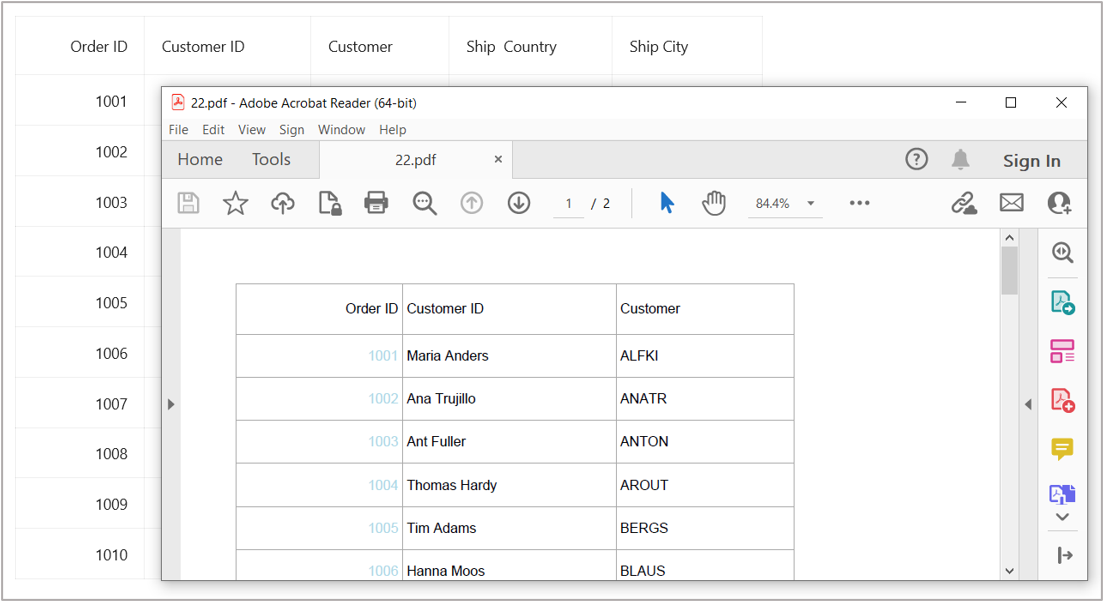 Order ID Customer ID Customer Ship  Country Ship City
1001
1002
1003
1004
1005
1006
1007
1008
1009
1010
22.pdf - Adobe Acrobat Reader (64-bit)
File Edit View Sign Window Help
Home Tools 22.pdf Sign In
1 / 2 84.4%
Order ID Customer ID Customer
1001 Maria Anders ALFKI
1002 Ana Trujillo ANATR
1003 Ant Fuller ANTON
1004 Thomas Hardy AROUT
1005 Tim Adams BERGS
1006 Hanna Moos BLAUS